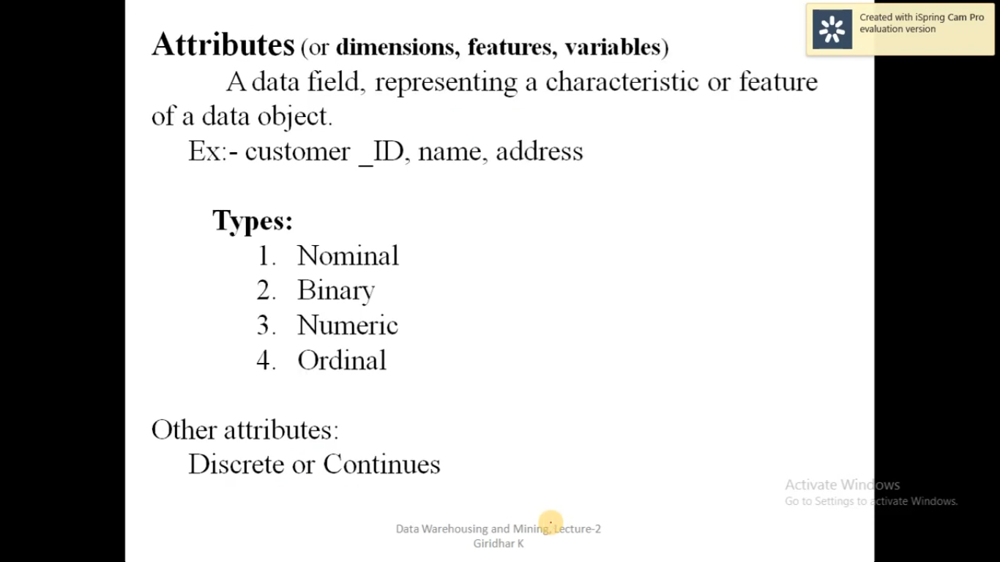 Created with iSpring Cam Pro
evaluation version
Attributes (or dimensions, features, variables)
A data field, representing a characteristic or feature
of a data object.
Ex:- customer _ID, name, address
Types:
1. Nominal
2. Binary
3. Numeric
4. Ordinal
Other attributes:
Discrete or Continues
Activate Windows
Go to Settings to activate Windows.
Data Warehousing and Mining, Lecture-2
Giridhar K